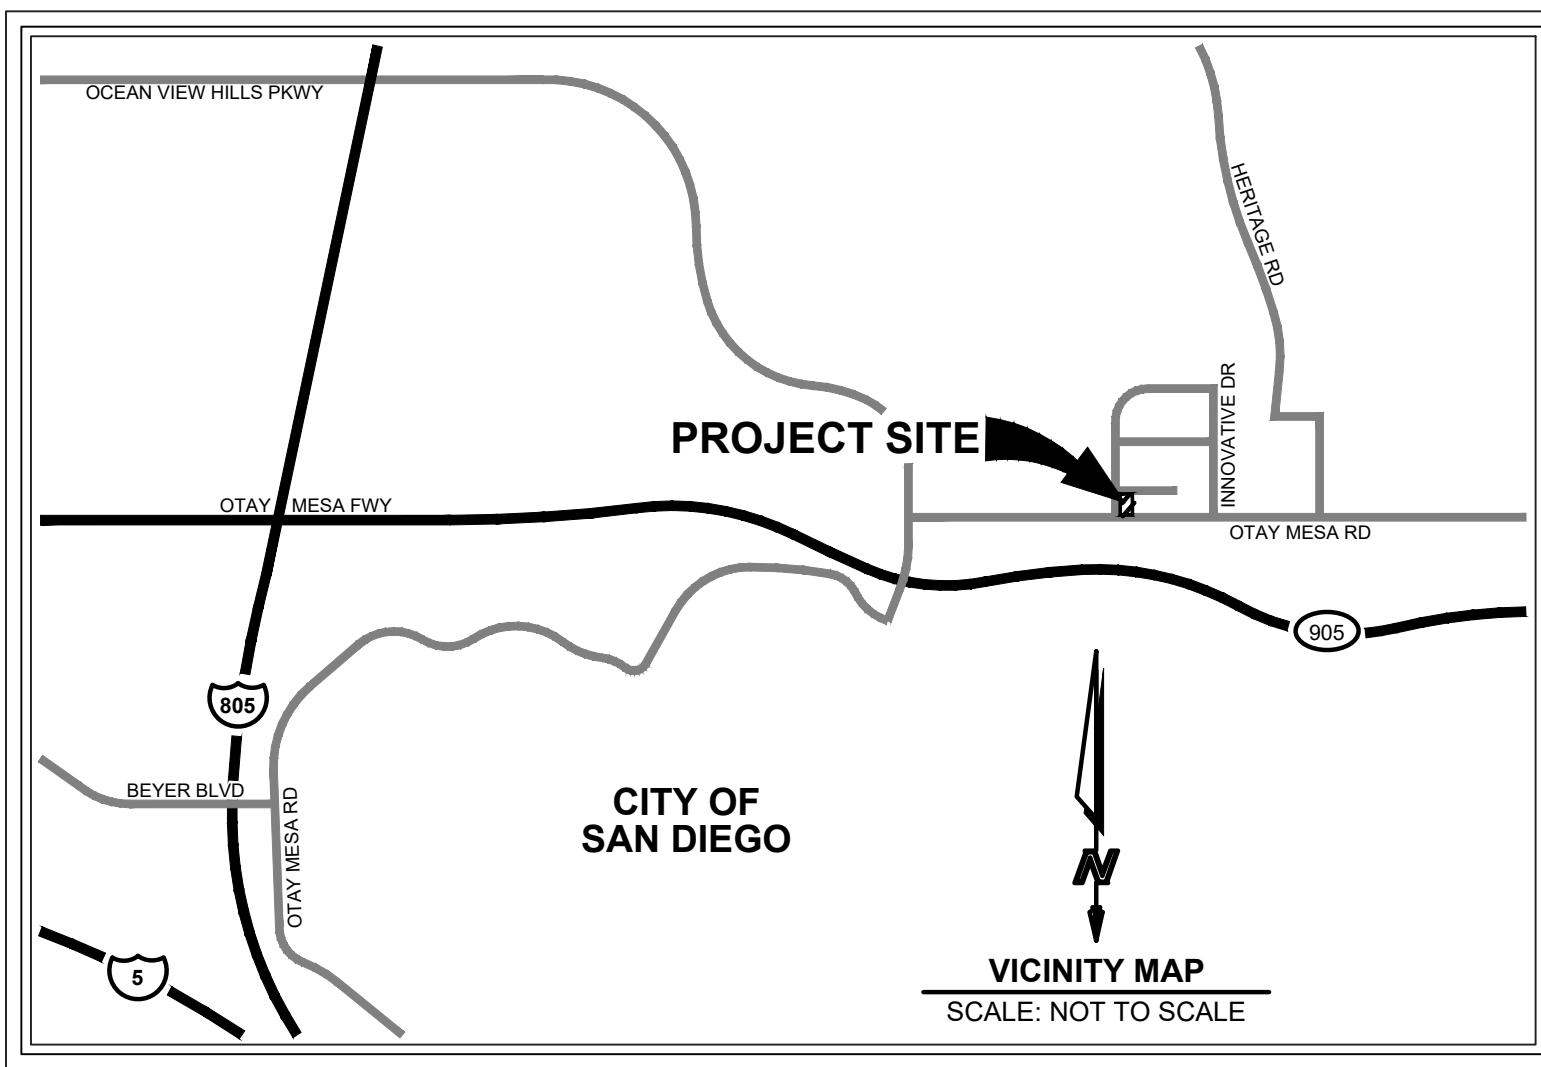 OCEAN VIEW HILLS PKWY
HERITAGE RD
PROJECT SITE
INNOVATIVE DR
OTAY MESA FWY
OTAY MESA RD
905
805
BEYER BLVD
OTAY MESA RD
CITY OF
SAN DIEGO
N
5
VICINITY MAP
SCALE: NOT TO SCALE